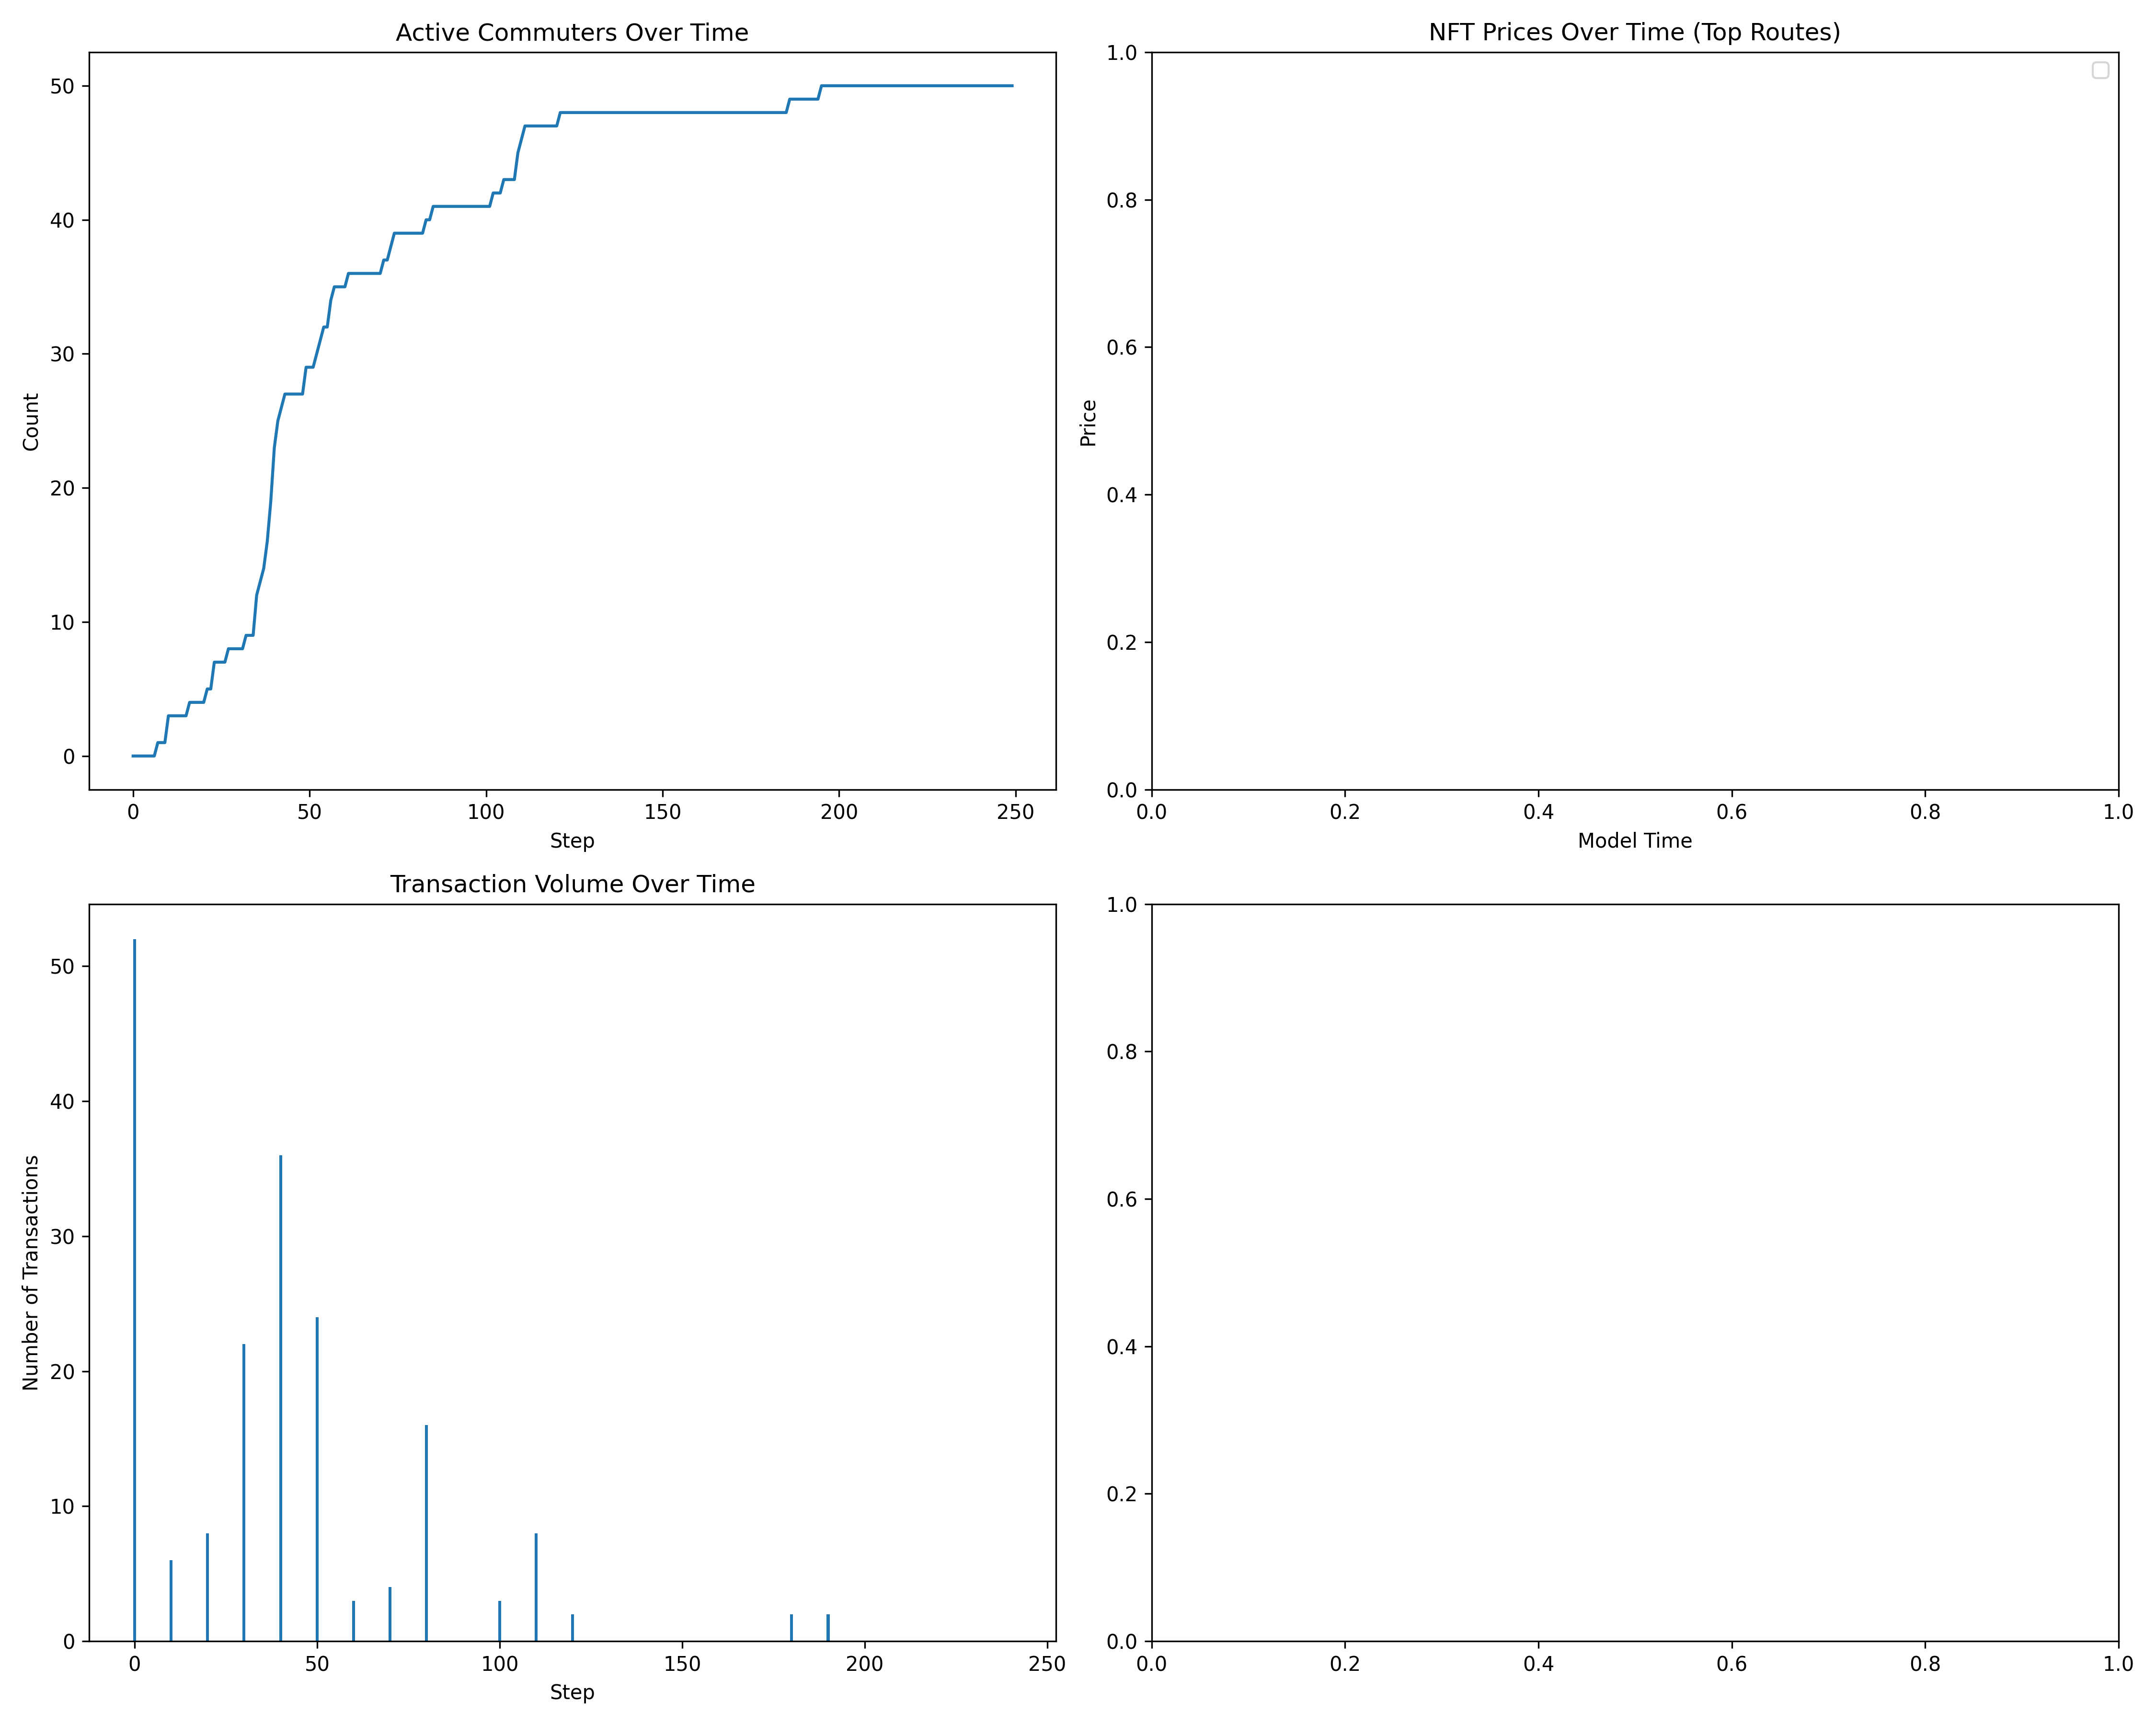 Active Commuters Over Time
50
40
30
20
10
0
Count
0 50 100 150 200 250
Step
NFT Prices Over Time (Top Routes)
1.0
0.8
0.6
0.4
0.2
0.0
Price
0.0 0.2 0.4 0.6 0.8 1.0
Model Time
Transaction Volume Over Time
50
40
30
20
10
0
Number of Transactions
0 50 100 150 200 250
Step
1.0
0.8
0.6
0.4
0.2
0.0
0.0 0.2 0.4 0.6 0.8 1.0